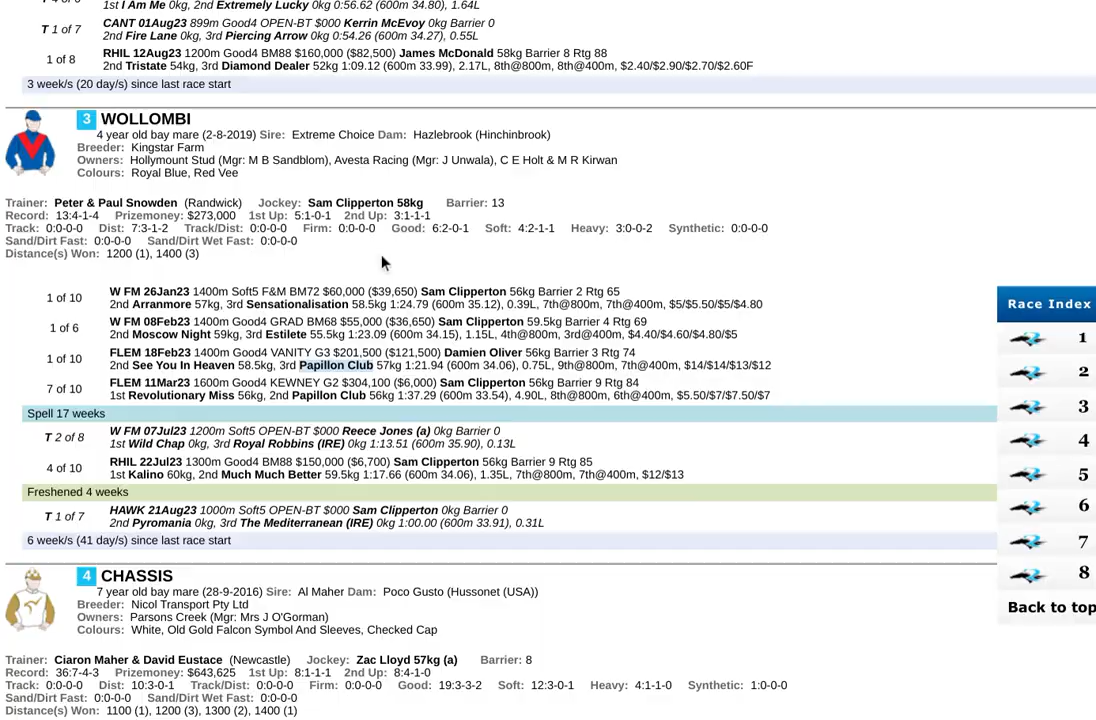 1st I Am Me 0kg, 2nd Extremely Lucky 0kg 0:56.62 (600m 34.80), 1.64L
T 1 of 7
CANT 01Aug23 899m Good4 OPEN-BT $000 Kerrin McEvoy 0kg Barrier 0
2nd Fire Lane 0kg, 3rd Piercing Arrow 0kg 0:54.26 (600m 34.27), 0.55L
1 of 8
RHIL 12Aug23 1200m Good4 BM88 $160,000 ($82,500) James McDonald 58kg Barrier 8 Rtg 88
2nd Tristate 54kg, 3rd Diamond Dealer 52kg 1:09.12 (600m 33.99), 2.17L, 8th@800m, 8th@400m, $2.40/$2.90/$2.70/$2.60F
3 week/s (20 day/s) since last race start
3 WOLLOMBI
4 year old bay mare (2-8-2019) Sire: Extreme Choice Dam: Hazlebrook (Hinchinbrook)
Breeder: Kingstar Farm
Owners: Hollymount Stud (Mgr: M B Sandblom), Avesta Racing (Mgr: J Unwala), C E Holt & M R Kirwan
Colours: Royal Blue, Red Vee
Trainer: Peter & Paul Snowden (Randwick) Jockey: Sam Clipperton 58kg Barrier: 13
Record: 13:4-1-4 Prizemoney: $273,000 1st Up: 5:1-0-1 2nd Up: 3:1-1-1
Track: 0:0-0-0 Dist: 7:3-1-2 Track/Dist: 0:0-0-0 Firm: 0:0-0-0 Good: 6:2-0-1 Soft: 4:2-1-1 Heavy: 3:0-0-2 Synthetic: 0:0-0-0
Sand/Dirt Fast: 0:0-0-0 Sand/Dirt Wet Fast: 0:0-0-0
Distance(s) Won: 1200 (1), 1400 (3)
1 of 10
W FM 26Jan23 1400m Soft5 F&M BM72 $60,000 ($39,650) Sam Clipperton 56kg Barrier 2 Rtg 65
2nd Arranmore 57kg, 3rd Sensationalisation 58.5kg 1:24.79 (600m 35.12), 0.39L, 7th@800m, 7th@400m, $5/$5.50/$5/$4.80
1 of 6
W FM 08Feb23 1400m Good4 GRAD BM68 $55,000 ($36,650) Sam Clipperton 59.5kg Barrier 4 Rtg 69
2nd Moscow Night 59kg, 3rd Estilete 55.5kg 1:23.09 (600m 34.15), 1.15L, 4th@800m, 3rd@400m, $4.40/$4.60/$4.80/$5
1 of 10
FLEM 18Feb23 1400m Good4 VANITY G3 $201,500 ($121,500) Damien Oliver 56kg Barrier 3 Rtg 74
2nd See You In Heaven 58.5kg, 3rd Papillon Club 57kg 1:21.94 (600m 34.06), 0.75L, 9th@800m, 7th@400m, $14/$14/$13/$12
7 of 10
FLEM 11Mar23 1600m Good4 KEWNEY G2 $304,100 ($6,000) Sam Clipperton 56kg Barrier 9 Rtg 84
1st Revolutionary Miss 56kg, 2nd Papillon Club 56kg 1:37.29 (600m 33.54), 4.90L, 8th@800m, 6th@400m, $5.50/$7/$7.50/$7
Spell 17 weeks
T 2 of 8
W FM 07Jul23 1200m Soft5 OPEN-BT $000 Reece Jones (a) 0kg Barrier 0
1st Wild Chap 0kg, 3rd Royal Robbins (IRE) 0kg 1:13.51 (600m 35.90), 0.13L
4 of 10
RHIL 22Jul23 1300m Good4 BM88 $150,000 ($6,700) Sam Clipperton 56kg Barrier 9 Rtg 85
1st Kalino 60kg, 2nd Much Much Better 59.5kg 1:17.66 (600m 34.06), 1.35L, 7th@800m, 7th@400m, $12/$13
Freshened 4 weeks
T 1 of 7
HAWK 21Aug23 1000m Soft5 OPEN-BT $000 Sam Clipperton 0kg Barrier 0
2nd Pyromania 0kg, 3rd The Mediterranean (IRE) 0kg 1:00.00 (600m 33.91), 0.31L
6 week/s (41 day/s) since last race start
4 CHASSIS
7 year old bay mare (28-9-2016) Sire: Al Maher Dam: Poco Gusto (Hussonet (USA))
Breeder: Nicol Transport Pty Ltd
Owners: Parsons Creek (Mgr: Mrs J O'Gorman)
Colours: White, Old Gold Falcon Symbol And Sleeves, Checked Cap
Trainer: Ciaron Maher & David Eustace (Newcastle) Jockey: Zac Lloyd 57kg (a) Barrier: 8
Record: 36:7-4-3 Prizemoney: $643,625 1st Up: 8:1-1-1 2nd Up: 8:4-1-0
Track: 0:0-0-0 Dist: 10:3-0-1 Track/Dist: 0:0-0-0 Firm: 0:0-0-0 Good: 19:3-3-2 Soft: 12:3-0-1 Heavy: 4:1-1-0 Synthetic: 1:0-0-0
Sand/Dirt Fast: 0:0-0-0 Sand/Dirt Wet Fast: 0:0-0-0
Distance(s) Won: 1100 (1), 1200 (3), 1300 (2), 1400 (1)
Race Index
1
2
3
4
5
6
7
8
Back to top